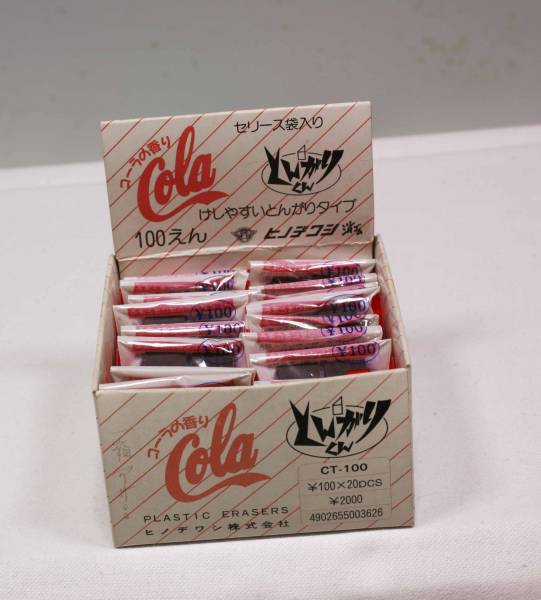 セリース袋入り
コーラの香り
Cola
とんがり
くん
けしやすいとんがりタイプ
100えん
ヒノデワシ
¥100
¥100
¥100
¥100
¥100
¥100
¥100
¥100
コーラの香り
Cola
とんがり
くん
CT-100
¥100×20pcs
¥2000
4902655003626
PLASTIC ERASERS
ヒノデワシ株式会社